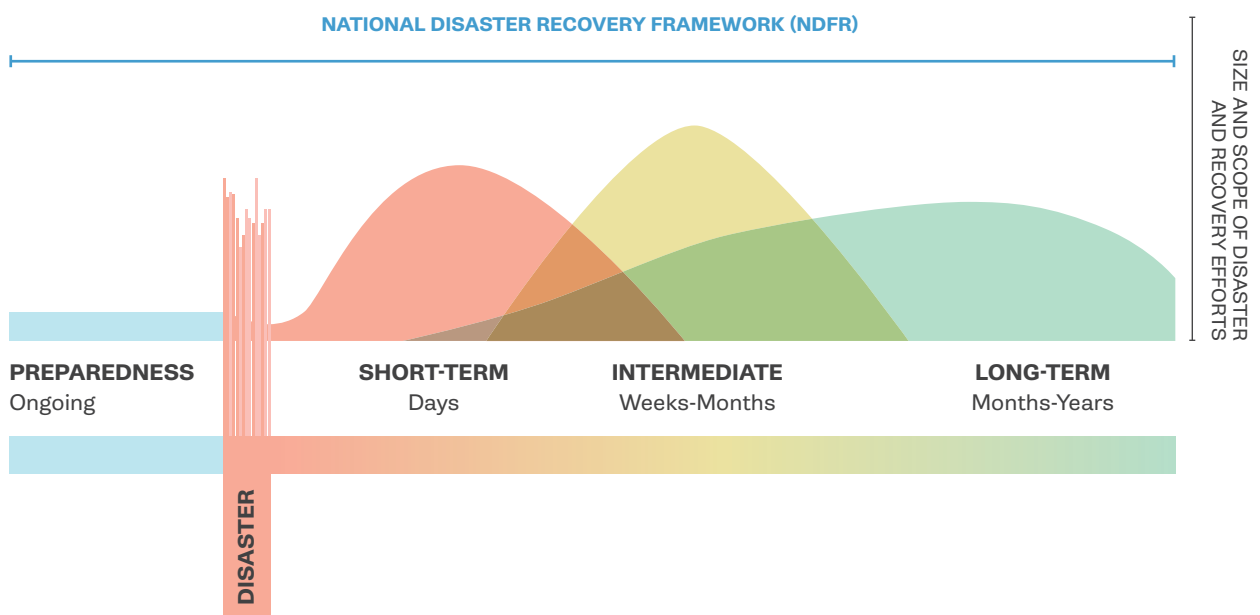 NATIONAL DISASTER RECOVERY FRAMEWORK (NDFR)
SIZE AND SCOPE OF DISASTER
AND RECOVERY EFFORTS
PREPAREDNESS
Ongoing
SHORT-TERM
Days
INTERMEDIATE
Weeks-Months
LONG-TERM
Months-Years
DISASTER